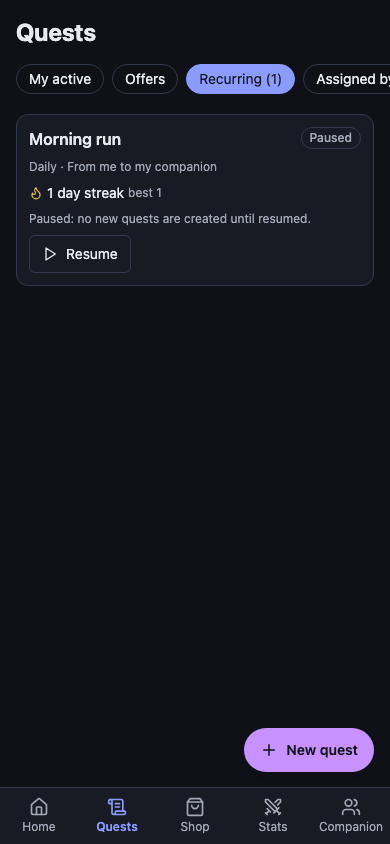 Quests
My active
Offers
Recurring (1)
Assigned by
Morning run
Paused
Daily · From me to my companion
1 day streak best 1
Paused: no new quests are created until resumed.
Resume
New quest
Home
Quests
Shop
Stats
Companion